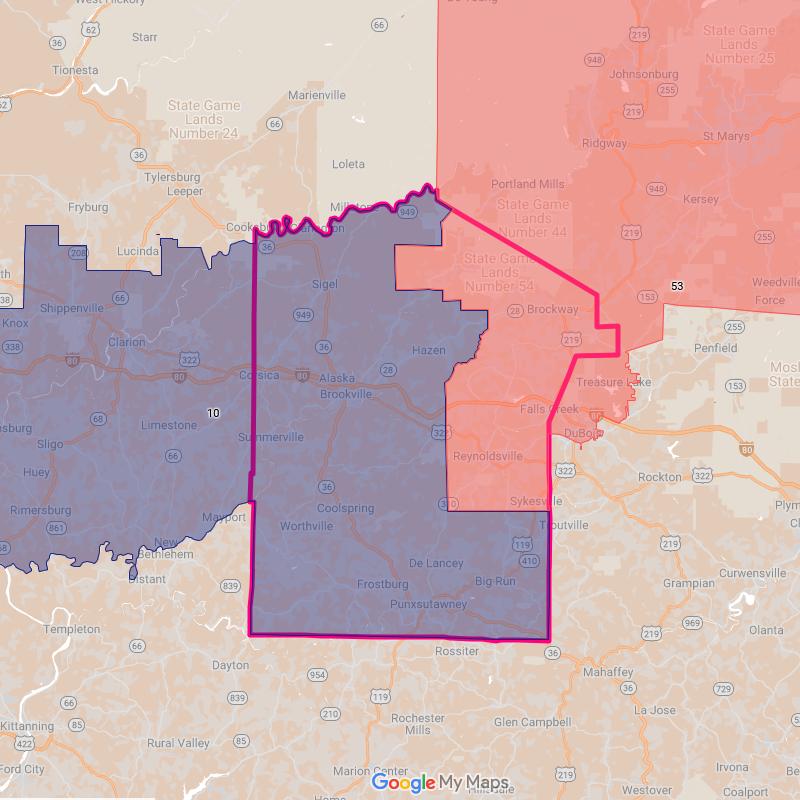 West Hickory
De Young
66
62
36
Starr
Tionesta
62
State Game
Lands
Number 25
219
948
Johnsonburg
255
Marienville
State Game
Lands
Number 24
66
219
Ridgway
St Marys
36
Loleta
Tylersburg
Leeper
Portland Mills
948
Kersey
Fryburg
949
State Game
Lands
Number 44
219
255
36
208
Lucinda
State Game
Lands
Number 54
Sigel
53
Weedville
Force
38
66
153
Shippenville
949
28
Brockway
Knox
255
219
Penfield
338
Clarion
36
Hazen
80
322
28
Corsica
80
Alaska
Treasure Lake
153
80
Brookville
10
Falls Creek
68
Limestone
322
DuBois
Summerville
80
Sligo
66
Reynoldsville
Huey
322
Rockton
322
36
Sykesville
Rimersburg
Coolspring
310
Mayport
861
Worthville
Troutville
68
New
Bethlehem
119
219
410
De Lancey
Distant
Big Run
Curwensville
839
Frostburg
Grampian
Punxsutawney
Templeton
219
969
Olanta
Rossiter
36
Dayton
954
Mahaffey
66
839
119
36
729
210
La Jose
85
Rochester
Mills
Glen Campbell
Kittanning
422
Rural Valley
85
Ford City
Marion Center
219
Irvona
Google My Maps
Hillsdale
Westover
Coalport
Home